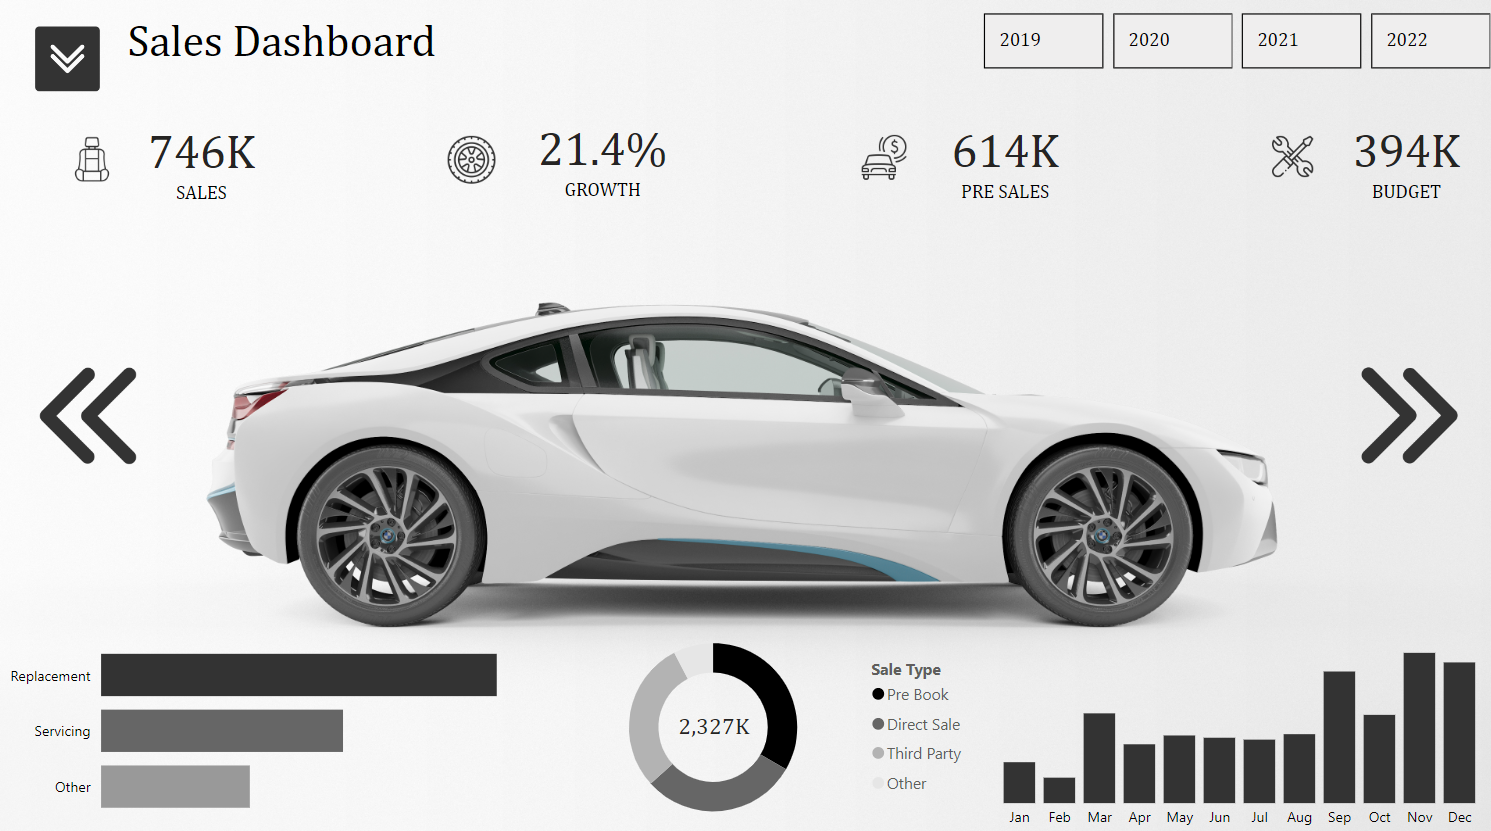 Sales Dashboard
2019
2020
2021
2022
746K
SALES
21.4%
GROWTH
614K
PRE SALES
394K
BUDGET
Replacement
Servicing
Other
2,327K
Sale Type
Pre Book
Direct Sale
Third Party
Other
Jan Feb Mar Apr May Jun Jul Aug Sep Oct Nov Dec